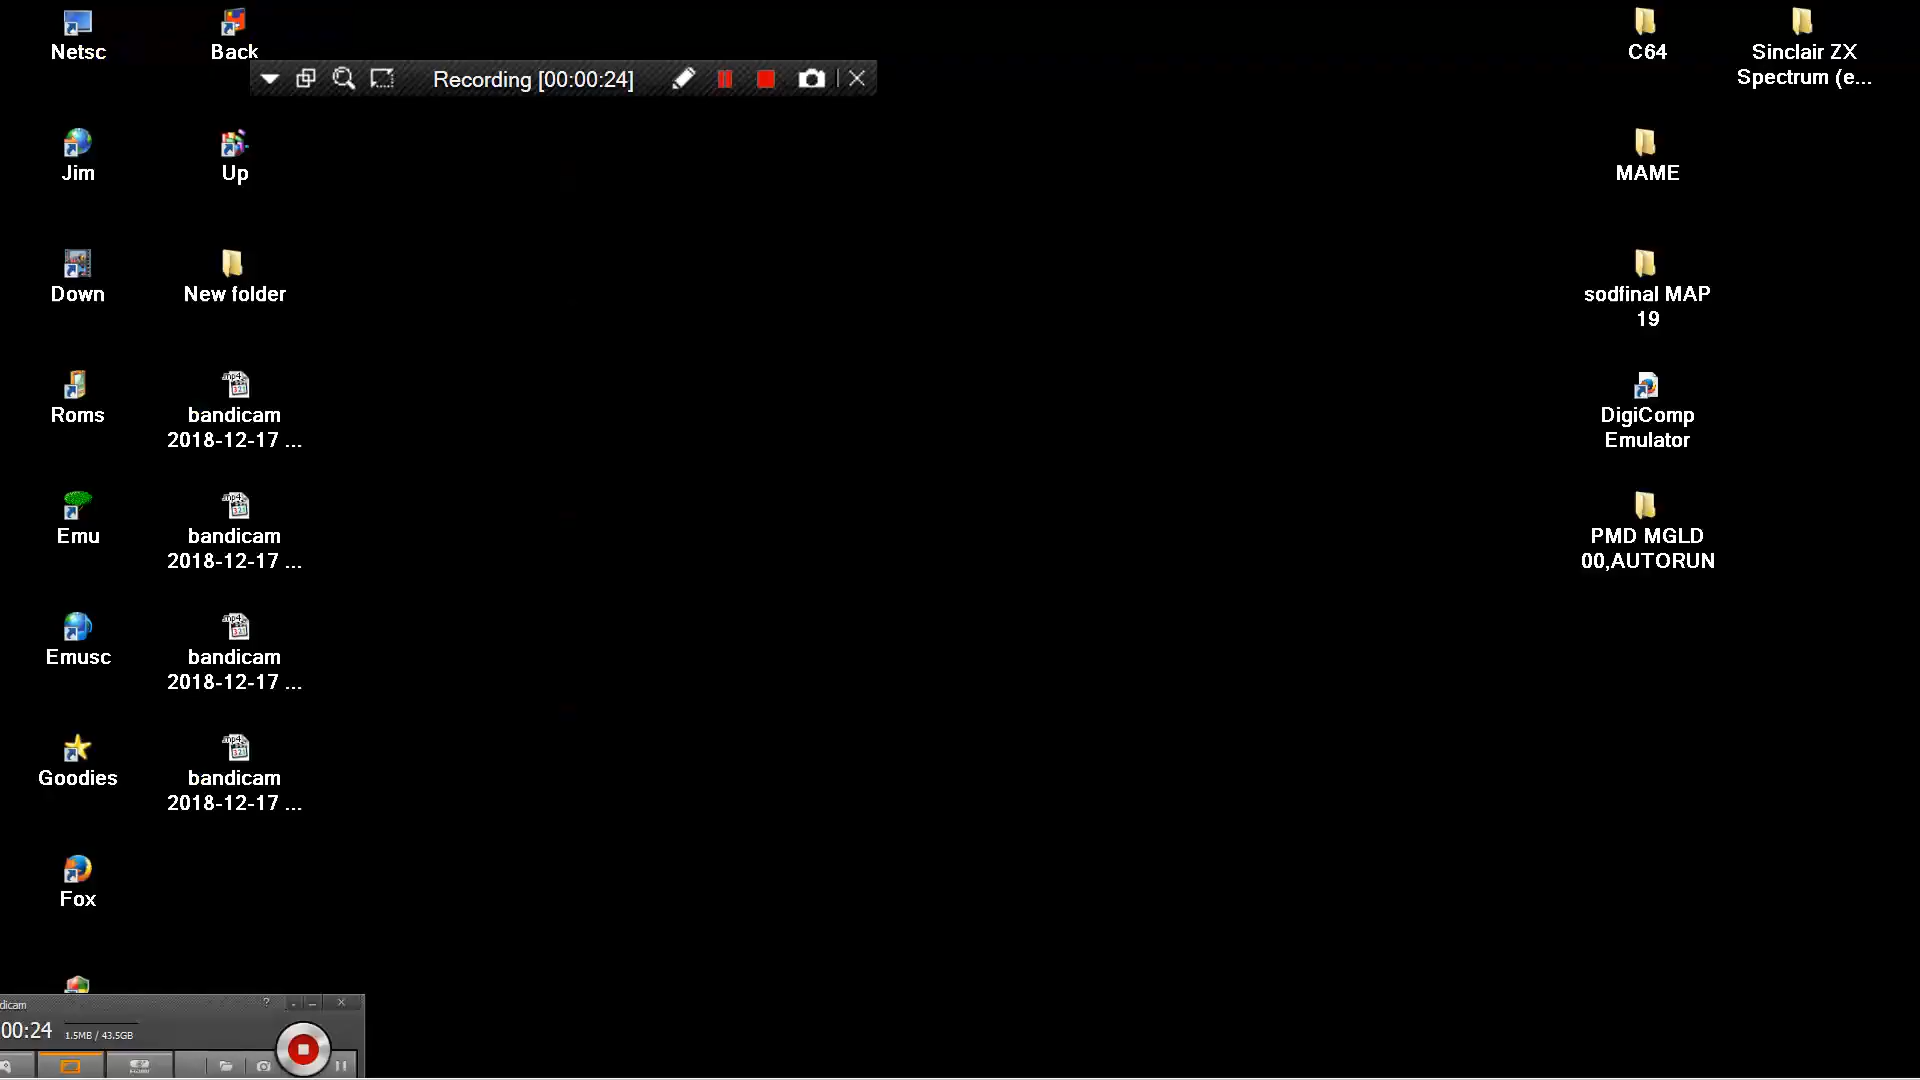 Netsc
Back
C64
Sinclair ZX
Spectrum (e...
Recording [00:00:24]
Jim
Up
MAME
Down
New folder
sodfinal MAP
19
Roms
bandicam
2018-12-17 ...
DigiComp
Emulator
Emu
bandicam
2018-12-17 ...
PMD MGLD
00,AUTORUN
Emusc
bandicam
2018-12-17 ...
Goodies
bandicam
2018-12-17 ...
Fox
dicam
?
00:24
1.5MB / 43.5GB